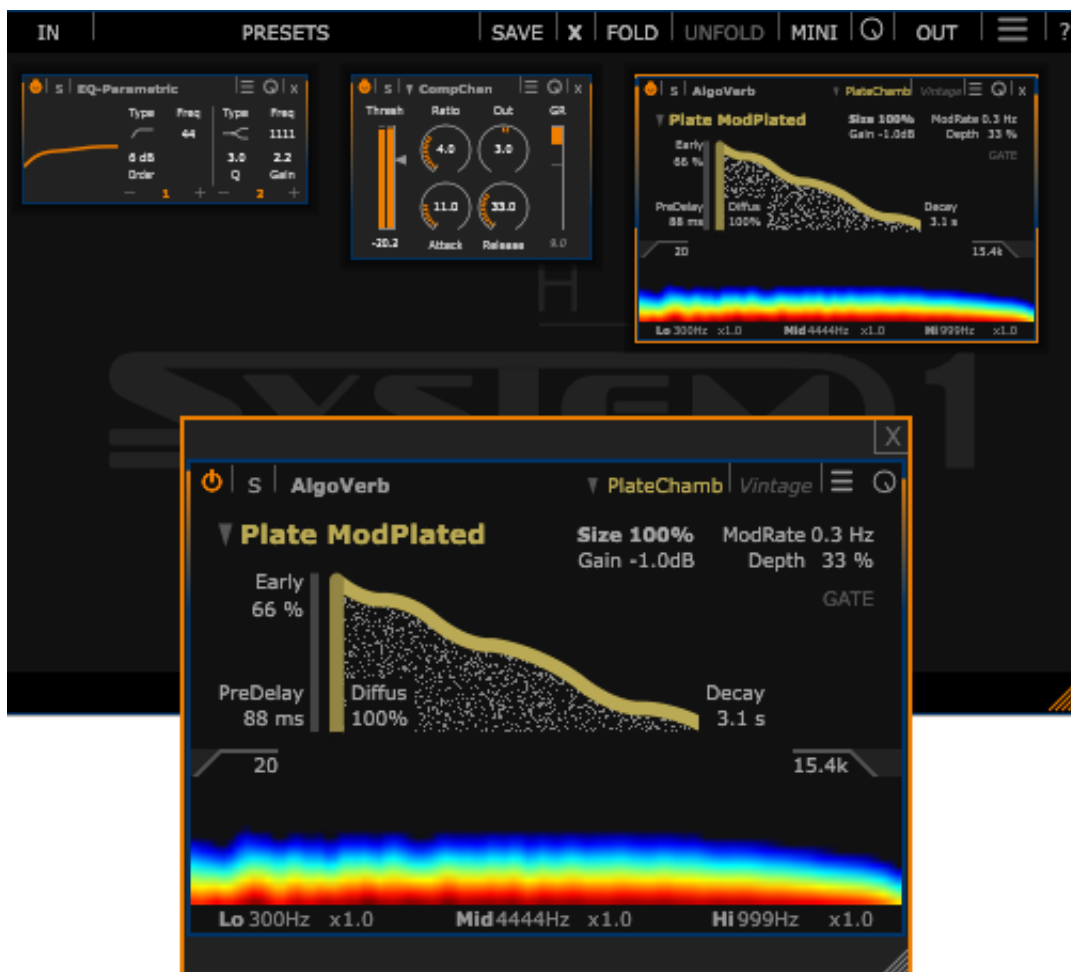 IN PRESETS SAVE X FOLD UNFOLD MINI OUT ?
S EQ-Parametric X
Type Freq Type Freq
44 1111
6 dB 3.0 2.2
Order Q Gain
− 1 + − 2 +
S CompChan X
Thresh Ratio Out GR
4.0 3.0
11.0 33.0
-20.2 Attack Release 9.0
S AlgoVerb PlateChamb Vintage X
Plate ModPlated Size 100% ModRate 0.3 Hz
Gain -1.0dB Depth 33 %
Early GATE
66 %
PreDelay Diffus Decay
88 ms 100% 3.1 s
20 15.4k
Lo 300Hz x1.0 Mid 4444Hz x1.0 Hi 999Hz x1.0
H
SYSTEM 1
X
S AlgoVerb PlateChamb Vintage
Plate ModPlated Size 100% ModRate 0.3 Hz
Gain -1.0dB Depth 33 %
Early GATE
66 %
PreDelay Diffus Decay
88 ms 100% 3.1 s
20 15.4k
Lo 300Hz x1.0 Mid 4444Hz x1.0 Hi 999Hz x1.0